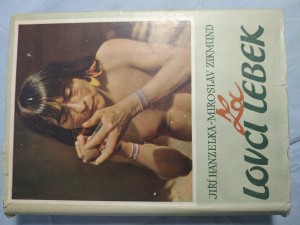 JIŘÍ HANZELKA-MIROSLAV ZIKMUND
Za
lovci lebek